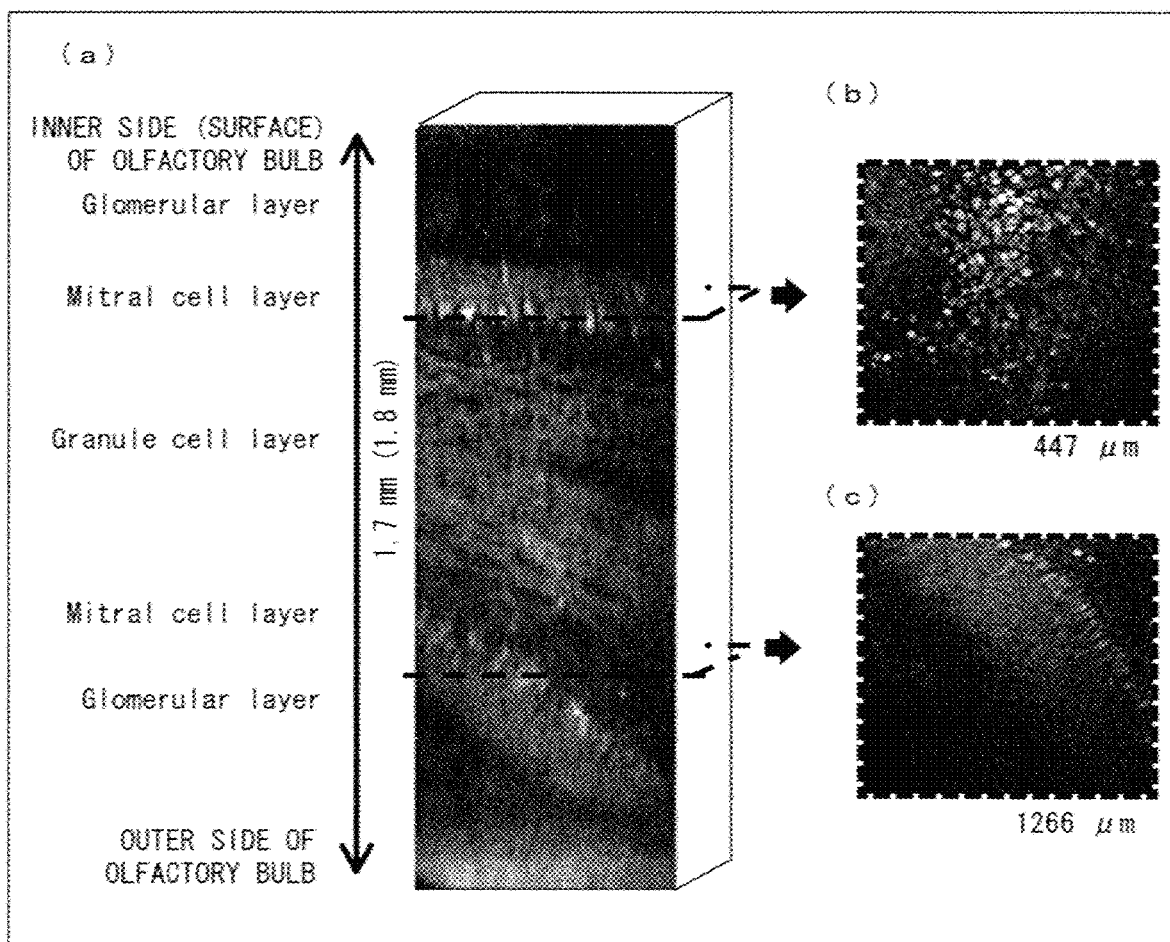 (a)
INNER SIDE (SURFACE)
OF OLFACTORY BULB
Glomerular layer
Mitral cell layer
Granule cell layer
Mitral cell layer
Glomerular layer
OUTER SIDE OF
OLFACTORY BULB
1.7 mm (1.8 mm)
(b)
447 μm
(c)
1266 μm